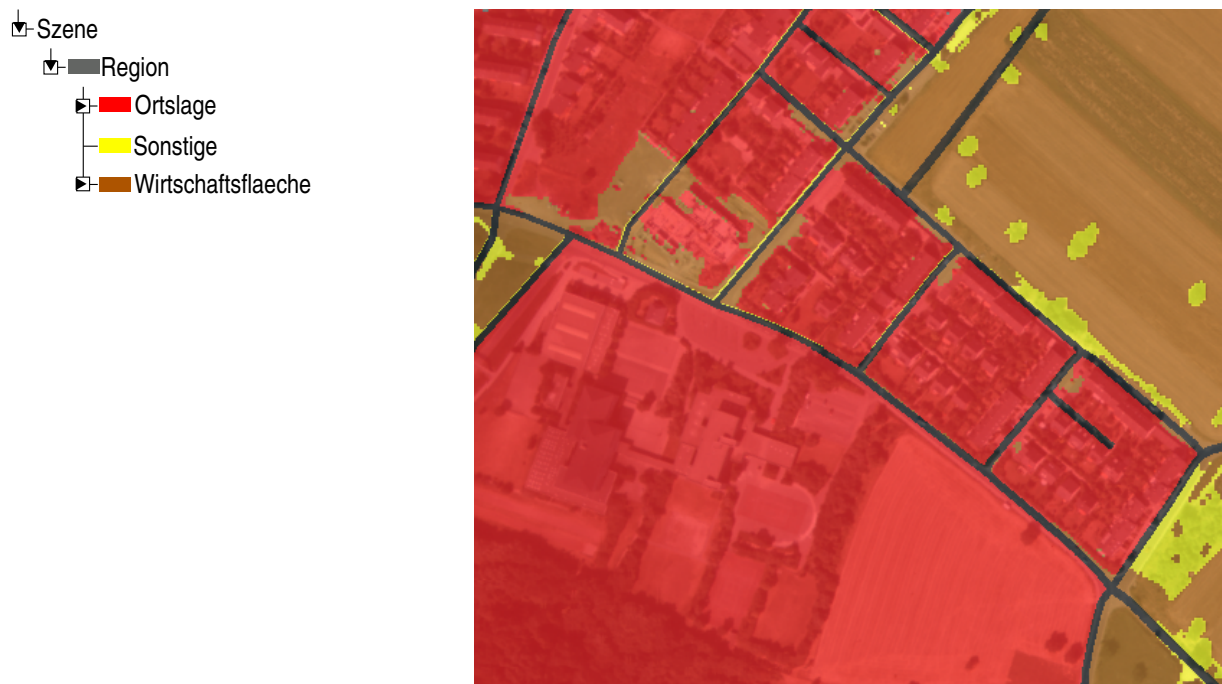 Szene
Region
Ortslage
Sonstige
Wirtschaftsflaeche